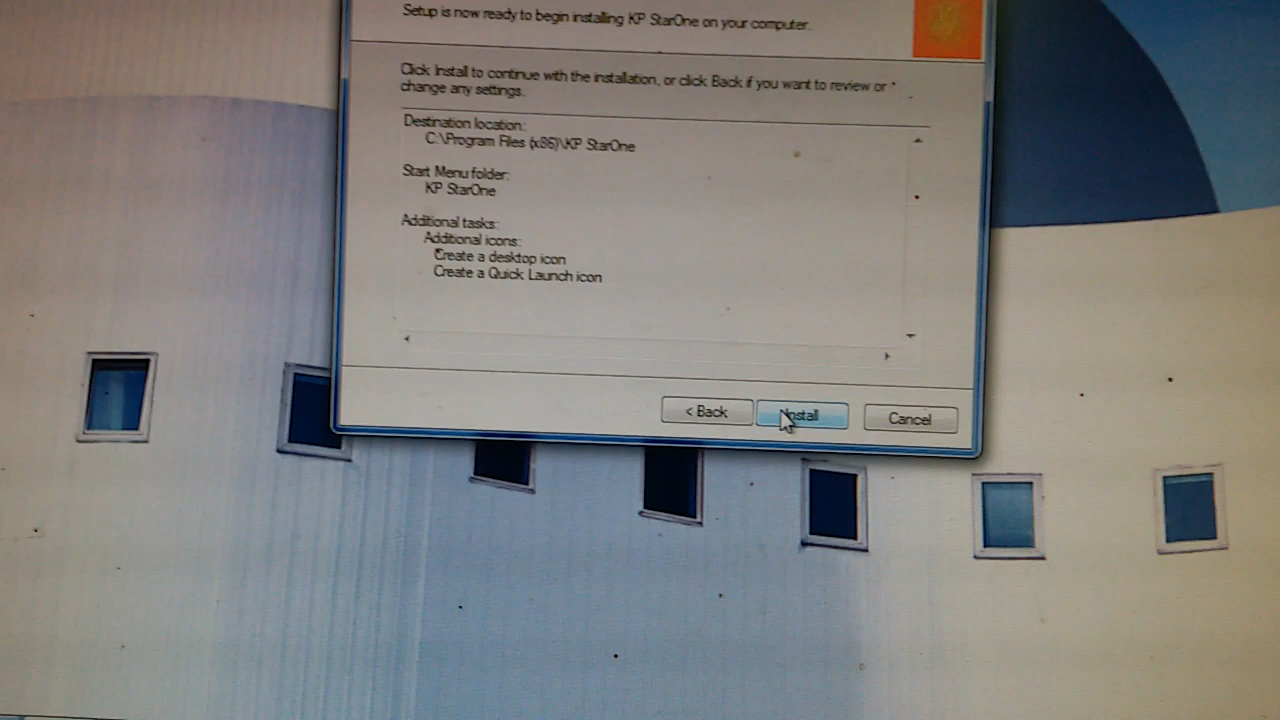 Setup is now ready to begin installing KP StarOne on your computer.
Click Install to continue with the installation, or click Back if you want to review or
change any settings.
Destination location:
C:\Program Files (x86)\KP StarOne
Start Menu folder:
KP StarOne
Additional tasks:
Additional icons:
Create a desktop icon
Create a Quick Launch icon
< Back
Install
Cancel